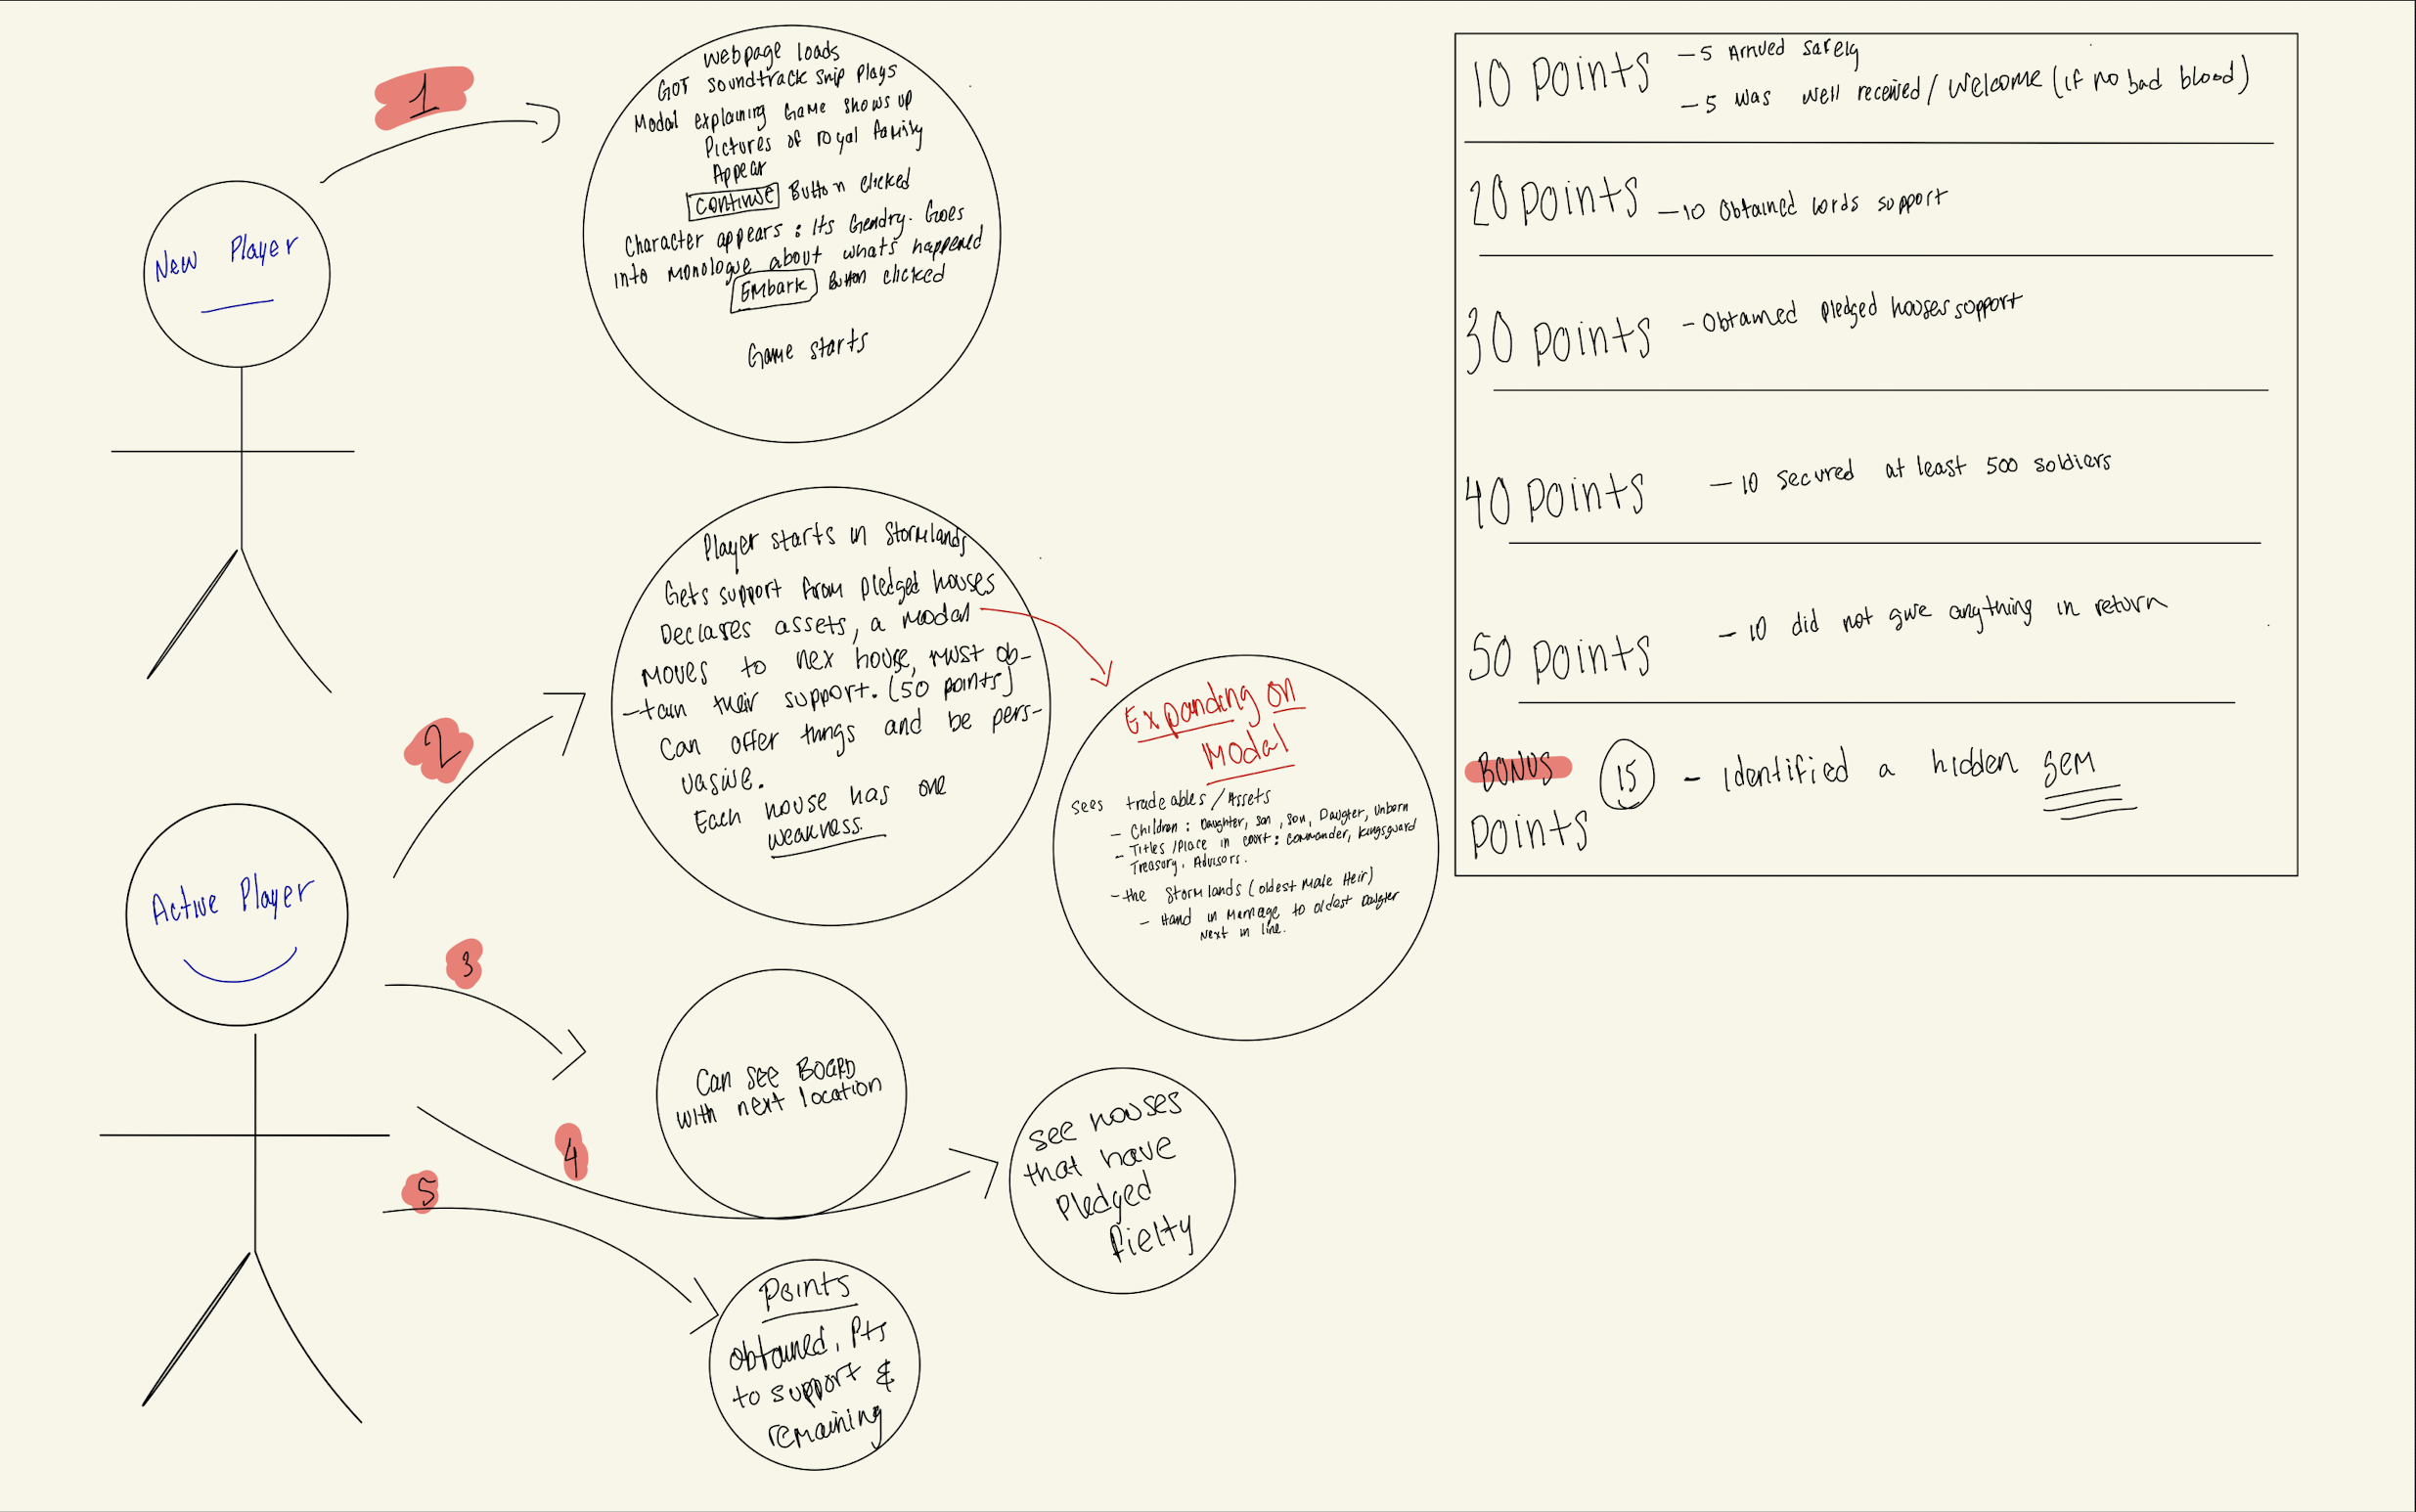 1
New Player
Webpage loads
GOT soundtrack snip plays
Modal explaining Game shows up
Pictures of royal family
Appear
Continue Button clicked
Character appears : Its Gendry. Goes
into monologue about whats happened
Embark Button clicked
Game starts
2
Active Player
Player starts in Stormlands
Gets support from pledged houses
Declares assets, a modal
moves to nex house, must ob-
-tain their support. (50 points)
Can offer things and be pers-
vasive.
Each house has one
weakness.
Expanding on
Modal
Sees tradeables/Assets
- Children : Daughter, son, son, Daugter, Unborn
- Titles/Place in court : Commander, Kingsguard
Treasury, Advisors.
- the Stormlands (oldest Male Heir)
- Hand in Marriage to oldest Daugter
Next in line.
3
Can see BOARD
with next location
4
see houses
that have
Pledged
fielty
5
Points
obtained, Pts
to support &
remaining
10 points
- 5 Arrived safely
- 5 was well received/Welcome (if no bad blood)
20 points - 10 Obtained lords support
30 points - Obtained pledged houses support
40 points - 10 secured at least 500 soldiers
50 points - 10 did not give anything in return
BONUS 15 - identified a hidden gem
points